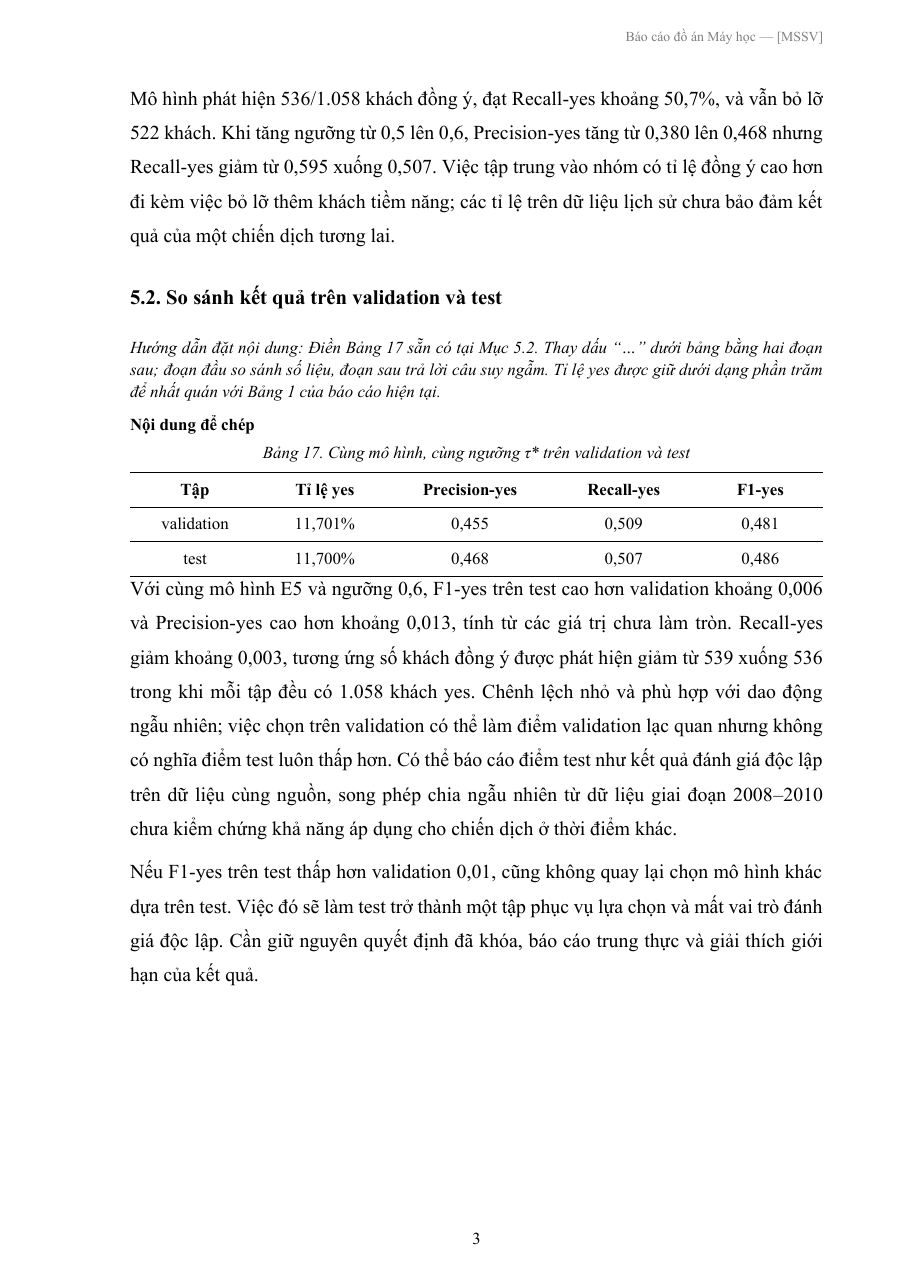 Báo cáo đồ án Máy học — [MSSV]
Mô hình phát hiện 536/1.058 khách đồng ý, đạt Recall-yes khoảng 50,7%, và vẫn bỏ lỡ
522 khách. Khi tăng ngưỡng từ 0,5 lên 0,6, Precision-yes tăng từ 0,380 lên 0,468 nhưng
Recall-yes giảm từ 0,595 xuống 0,507. Việc tập trung vào nhóm có tỉ lệ đồng ý cao hơn
đi kèm việc bỏ lỡ thêm khách tiềm năng; các tỉ lệ trên dữ liệu lịch sử chưa bảo đảm kết
quả của một chiến dịch tương lai.
5.2. So sánh kết quả trên validation và test
Hướng dẫn đặt nội dung: Điền Bảng 17 sẵn có tại Mục 5.2. Thay dấu “…” dưới bảng bằng hai đoạn
sau; đoạn đầu so sánh số liệu, đoạn sau trả lời câu suy ngẫm. Tỉ lệ yes được giữ dưới dạng phần trăm
để nhất quán với Bảng 1 của báo cáo hiện tại.
Nội dung để chép
Bảng 17. Cùng mô hình, cùng ngưỡng τ* trên validation và test
Tập Tỉ lệ yes Precision-yes Recall-yes F1-yes
validation 11,701% 0,455 0,509 0,481
test 11,700% 0,468 0,507 0,486
Với cùng mô hình E5 và ngưỡng 0,6, F1-yes trên test cao hơn validation khoảng 0,006
và Precision-yes cao hơn khoảng 0,013, tính từ các giá trị chưa làm tròn. Recall-yes
giảm khoảng 0,003, tương ứng số khách đồng ý được phát hiện giảm từ 539 xuống 536
trong khi mỗi tập đều có 1.058 khách yes. Chênh lệch nhỏ và phù hợp với dao động
ngẫu nhiên; việc chọn trên validation có thể làm điểm validation lạc quan nhưng không
có nghĩa điểm test luôn thấp hơn. Có thể báo cáo điểm test như kết quả đánh giá độc lập
trên dữ liệu cùng nguồn, song phép chia ngẫu nhiên từ dữ liệu giai đoạn 2008–2010
chưa kiểm chứng khả năng áp dụng cho chiến dịch ở thời điểm khác.
Nếu F1-yes trên test thấp hơn validation 0,01, cũng không quay lại chọn mô hình khác
dựa trên test. Việc đó sẽ làm test trở thành một tập phục vụ lựa chọn và mất vai trò đánh
giá độc lập. Cần giữ nguyên quyết định đã khóa, báo cáo trung thực và giải thích giới
hạn của kết quả.
3